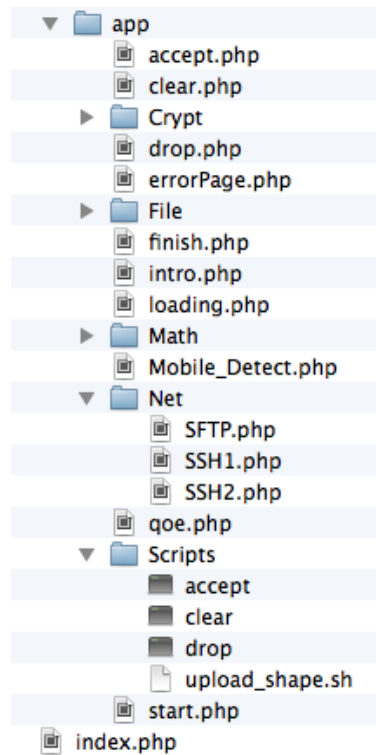 app
accept.php
clear.php
Crypt
drop.php
errorPage.php
File
finish.php
intro.php
loading.php
Math
Mobile_Detect.php
Net
SFTP.php
SSH1.php
SSH2.php
qoe.php
Scripts
accept
clear
drop
upload_shape.sh
start.php
index.php